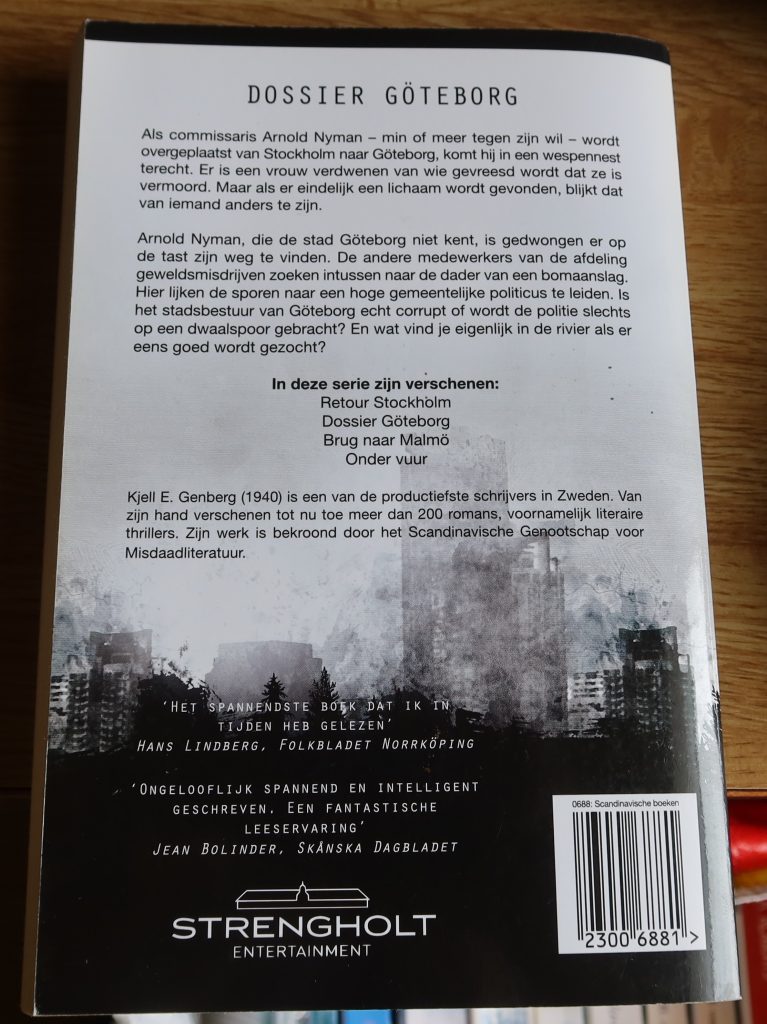 DOSSIER GÖTEBORG
Als commissaris Arnold Nyman – min of meer tegen zijn wil – wordt
overgeplaatst van Stockholm naar Göteborg, komt hij in een wespennest
terecht. Er is een vrouw verdwenen van wie gevreesd wordt dat ze is
vermoord. Maar als er eindelijk een lichaam wordt gevonden, blijkt dat
van iemand anders te zijn.
Arnold Nyman, die de stad Göteborg niet kent, is gedwongen er op
de tast zijn weg te vinden. De andere medewerkers van de afdeling
geweldsmisdrijven zoeken intussen naar de dader van een bomaanslag.
Hier lijken de sporen naar een hoge gemeentelijke politicus te leiden. Is
het stadsbestuur van Göteborg echt corrupt of wordt de politie slechts
op een dwaalspoor gebracht? En wat vind je eigenlijk in de rivier als er
eens goed wordt gezocht?
In deze serie zijn verschenen:
Retour Stockholm
Dossier Göteborg
Brug naar Malmö
Onder vuur
Kjell E. Genberg (1940) is een van de productiefste schrijvers in Zweden. Van
zijn hand verschenen tot nu toe meer dan 200 romans, voornamelijk literaire
thrillers. Zijn werk is bekroond door het Scandinavische Genootschap voor
Misdaadliteratuur.
‘HET SPANNENDSTE BOEK DAT IK IN
TIJDEN HEB GELEZEN’
HANS LINDBERG, FOLKBLADET NORRKÖPING
‘ONGELOOFLIJK SPANNEND EN INTELLIGENT
GESCHREVEN. EEN FANTASTISCHE
LEESERVARING’
JEAN BOLINDER, SKÅNSKA DAGBLADET
STRENGHOLT
ENTERTAINMENT
0688: Scandinavische boeken
2300 6881 >